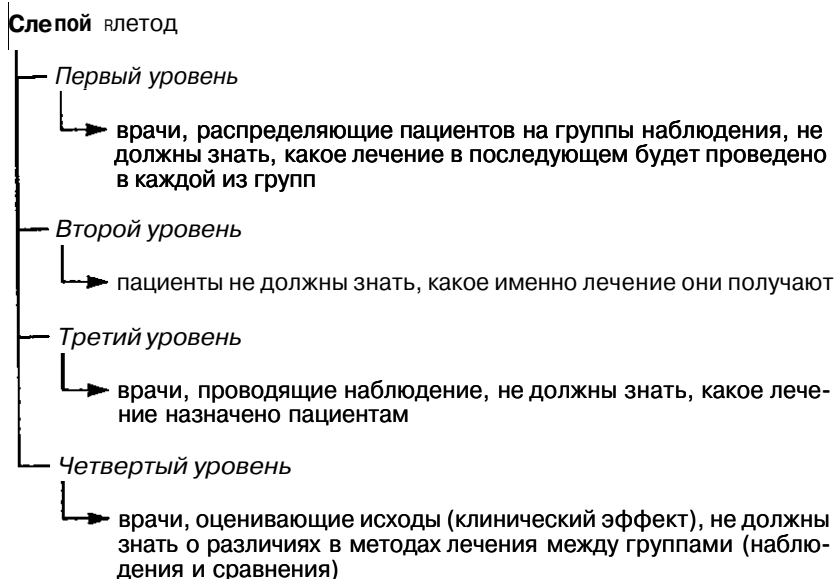 Слепой rлетод
Первый уровень
врачи, распределяющие пациентов на группы наблюдения, не
должны знать, какое лечение в последующем будет проведено
в каждой из групп
Второй уровень
пациенты не должны знать, какое именно лечение они получают
Третий уровень
врачи, проводящие наблюдение, не должны знать, какое лече-
ние назначено пациентам
Четвертый уровень
врачи, оценивающие исходы (клинический эффект), не должны
знать о различиях в методах лечения между группами (наблю-
дения и сравнения)